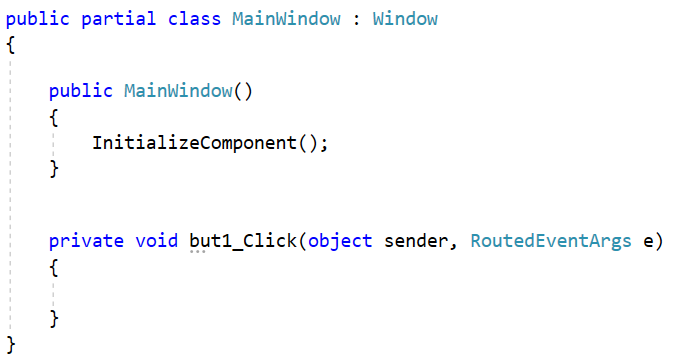 public partial class MainWindow : Window
{
public MainWindow()
{
InitializeComponent();
}
private void but1_Click(object sender, RoutedEventArgs e)
{
}
}